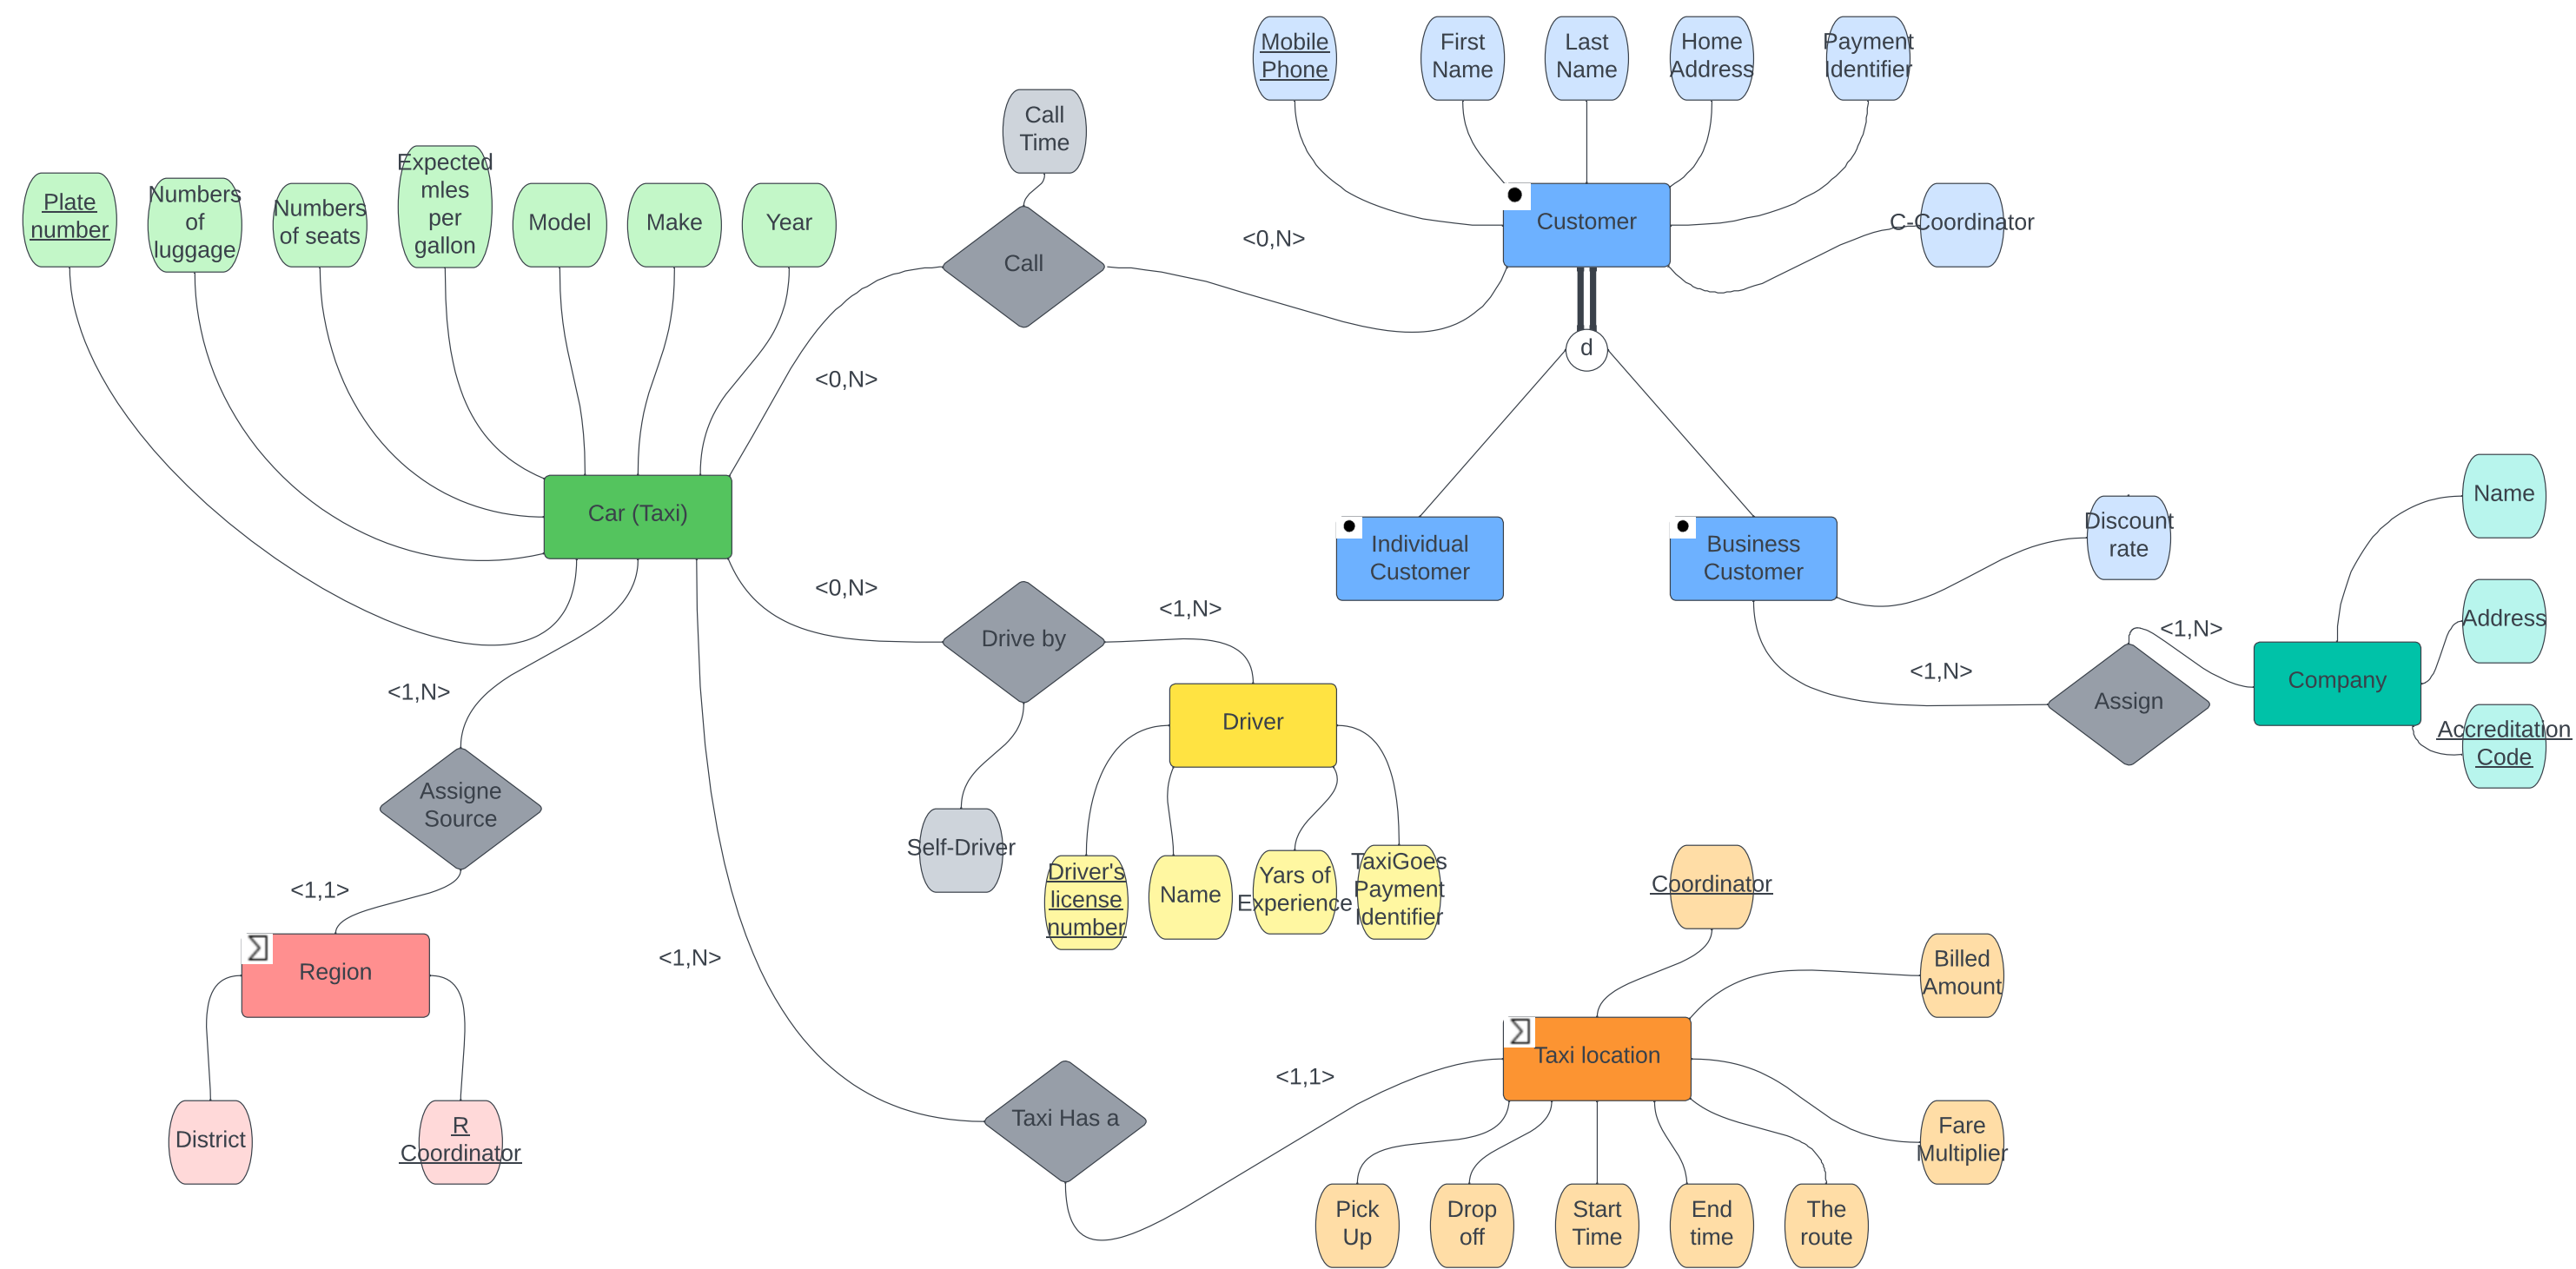 Mobile
Phone
First
Name
Last
Name
Home
Address
Payment
Identifier
Call
Time
Plate
number
Numbers
of
luggage
Numbers
of seats
Expected
mles
per
gallon
Model
Make
Year
Call
<0,N>
Customer
C-Coordinator
d
<0,N>
Car (Taxi)
Individual
Customer
Business
Customer
Discount
rate
Name
<0,N>
Drive by
<1,N>
<1,N>
Address
<1,N>
Assign
Company
Accreditation
Code
<1,N>
Driver
Assigne
Source
Self-Driver
Driver's
license
number
Name
Yars of
Experience
TaxiGoes
Payment
Identifier
Coordinator
<1,1>
Region
<1,N>
Billed
Amount
Taxi location
<1,1>
Taxi Has a
District
R
Coordinator
Fare
Multiplier
Pick
Up
Drop
off
Start
Time
End
time
The
route